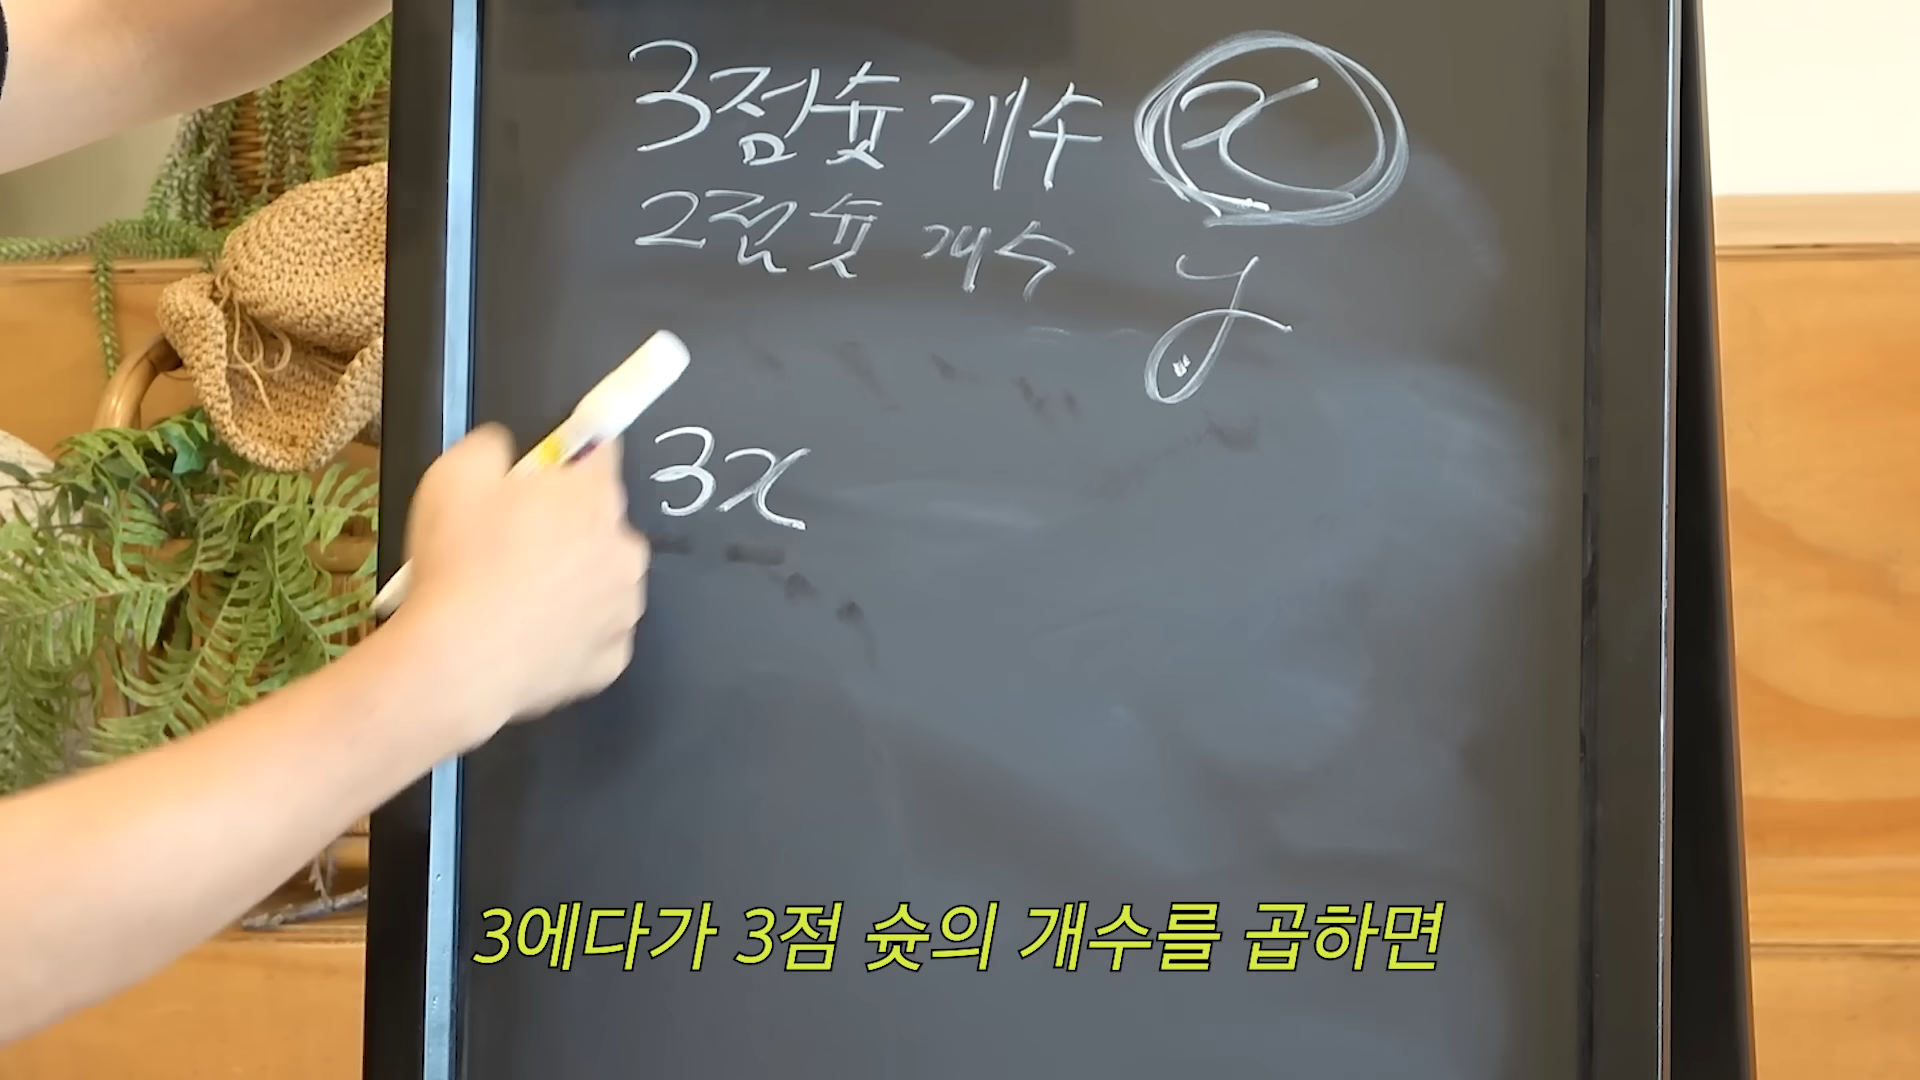 3점슛 개수 x
2점슛 개수 y
3x
3에다가 3점 슛의 개수를 곱하면